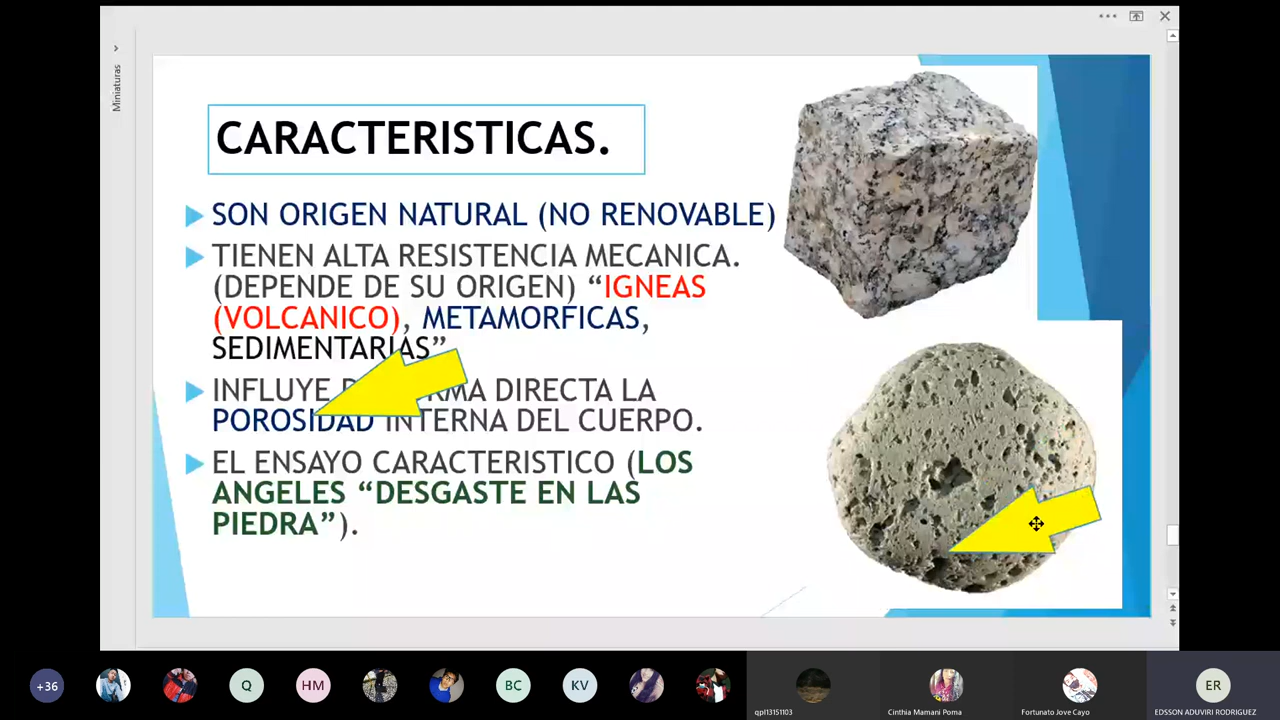 Miniaturas
CARACTERISTICAS.
SON ORIGEN NATURAL (NO RENOVABLE)
TIENEN ALTA RESISTENCIA MECANICA.
(DEPENDE DE SU ORIGEN) “IGNEAS
(VOLCANICO), METAMORFICAS,
SEDIMENTARIAS”
INFLUYE DIRECTA LA
POROSIDAD INTERNA DEL CUERPO.
EL ENSAYO CARACTERISTICO (LOS
ANGELES “DESGASTE EN LAS
PIEDRA”).
+36
Q
HM
BC
KV
ER
qpl13151103
Cinthia Mamani Poma
Fortunato Jove Cayo
EDSSON ADUVIRI RODRIGUEZ